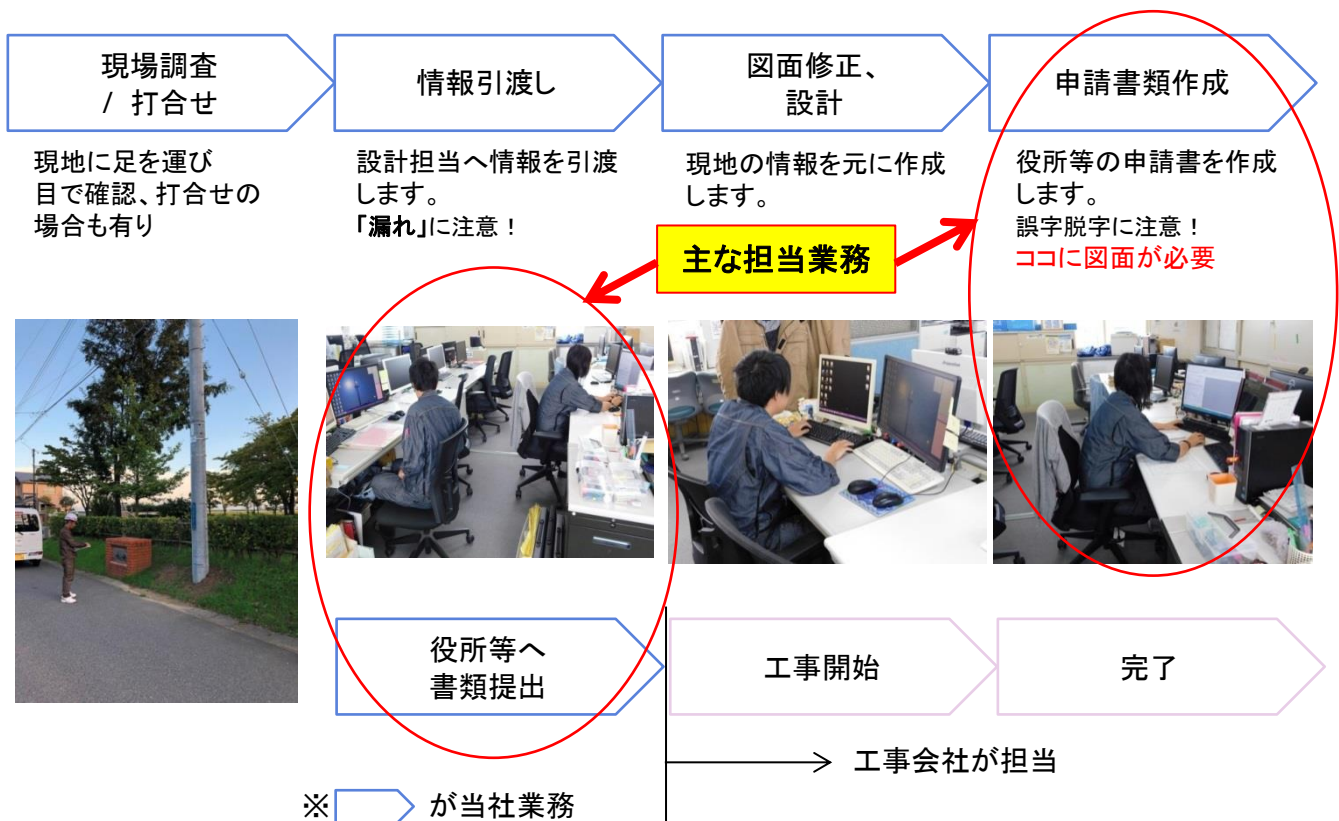 現場調査
/ 打合せ
情報引渡し
図面修正、
設計
申請書類作成
現地に足を運び
目で確認、打合せの
場合も有り
設計担当へ情報を引渡
します。
「漏れ」に注意！
現地の情報を元に作成
します。
役所等の申請書を作成
します。
誤字脱字に注意！
ココに図面が必要
主な担当業務
役所等へ
書類提出
工事開始
完了
工事会社が担当
※ が当社業務